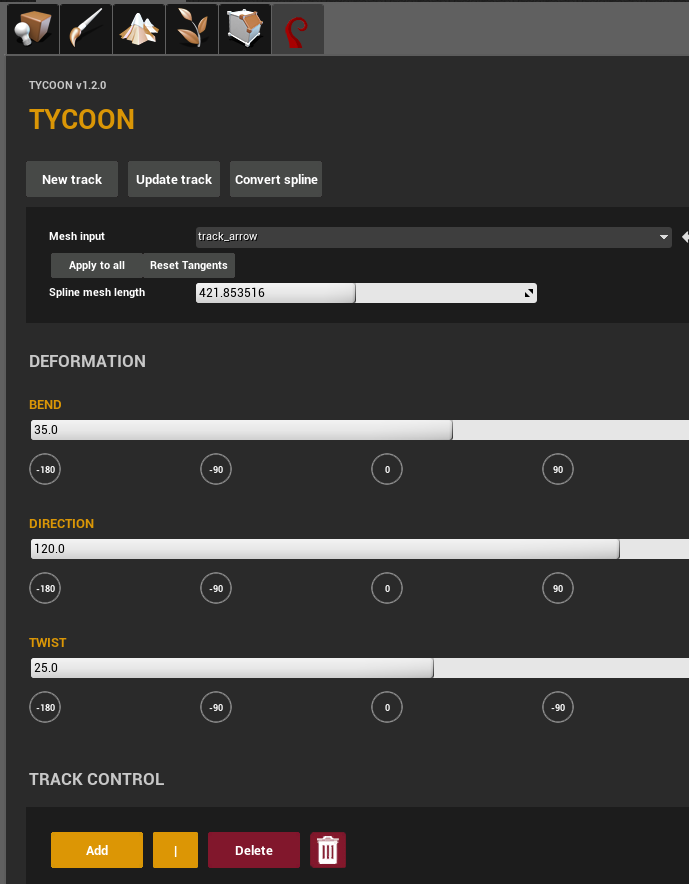 TYCOON v1.2.0
TYCOON
New track Update track Convert spline
Mesh input track_arrow
Apply to all Reset Tangents
Spline mesh length 421.853516
DEFORMATION
BEND
35.0
-180 -90 0 90
DIRECTION
120.0
-180 -90 0 90
TWIST
25.0
-180 -90 0 -90
TRACK CONTROL
Add | Delete